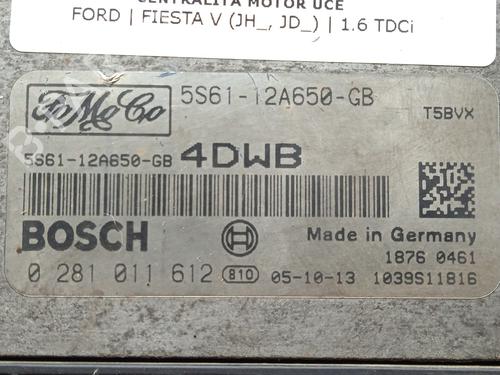 CENTRALITA MOTOR UCE
FORD | FIESTA V (JH_, JD_) | 1.6 TDCi
FoMoCo
5S61-12A650-GB
T5BVX
5S61-12A650-GB 4DWB
BOSCH
Made in Germany
1876 0461
0 281 011 612 810 05-10-13 1039S11816